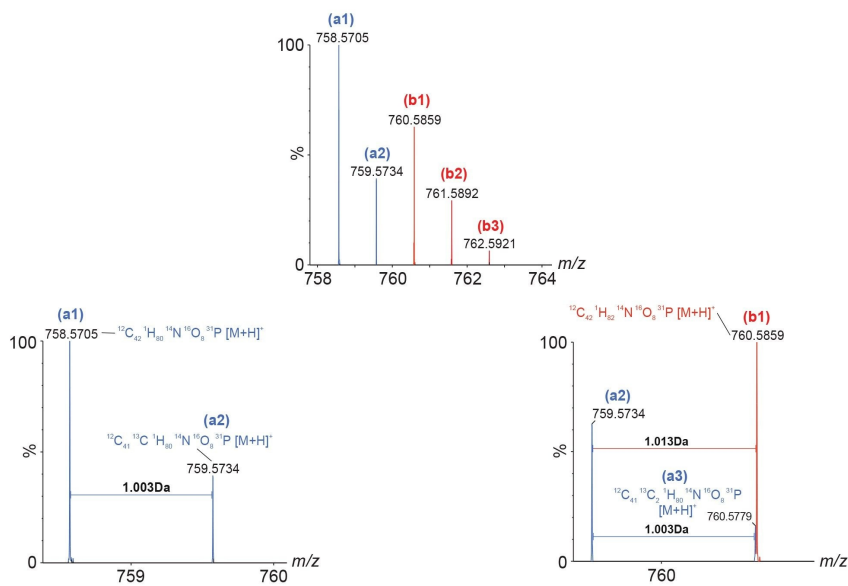 (a1)
758.5705
100
(b1)
760.5859
(a2)
759.5734
%
(b2)
761.5892
(b3)
762.5921
0
758 760 762 764 m/z
(a1)
758.5705
¹²C₄₂ ¹H₈₀ ¹⁴N ¹⁶O₈ ³¹P [M+H]⁺
100
(a2)
¹²C₄₁ ¹³C ¹H₈₀ ¹⁴N ¹⁶O₈ ³¹P [M+H]⁺
759.5734
%
1.003Da
0
759 760 m/z
¹²C₄₂ ¹H₈₂ ¹⁴N ¹⁶O₈ ³¹P [M+H]⁺
(b1)
760.5859
100
(a2)
759.5734
1.013Da
%
(a3)
¹²C₄₁ ¹³C₂ ¹H₈₀ ¹⁴N ¹⁶O₈ ³¹P
[M+H]⁺
760.5779
1.003Da
0
760 m/z